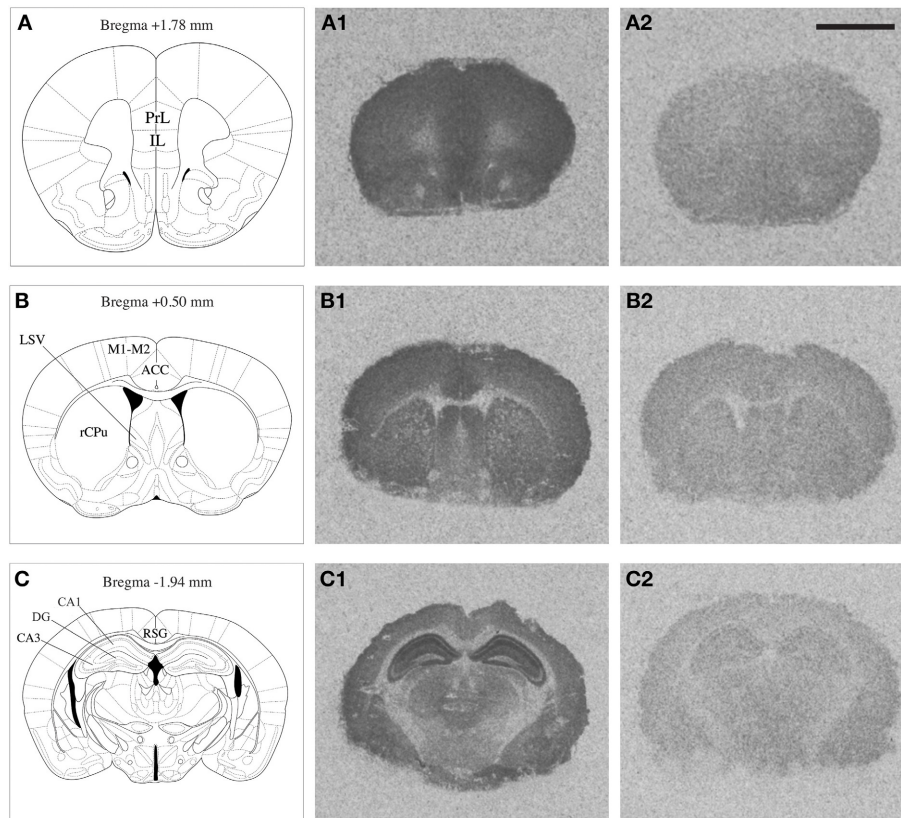 A
Bregma +1.78 mm
PrL
IL
A1
A2
B
Bregma +0.50 mm
LSV
M1-M2
ACC
rCPu
B1
B2
C
Bregma -1.94 mm
CA1
DG
CA3
RSG
C1
C2